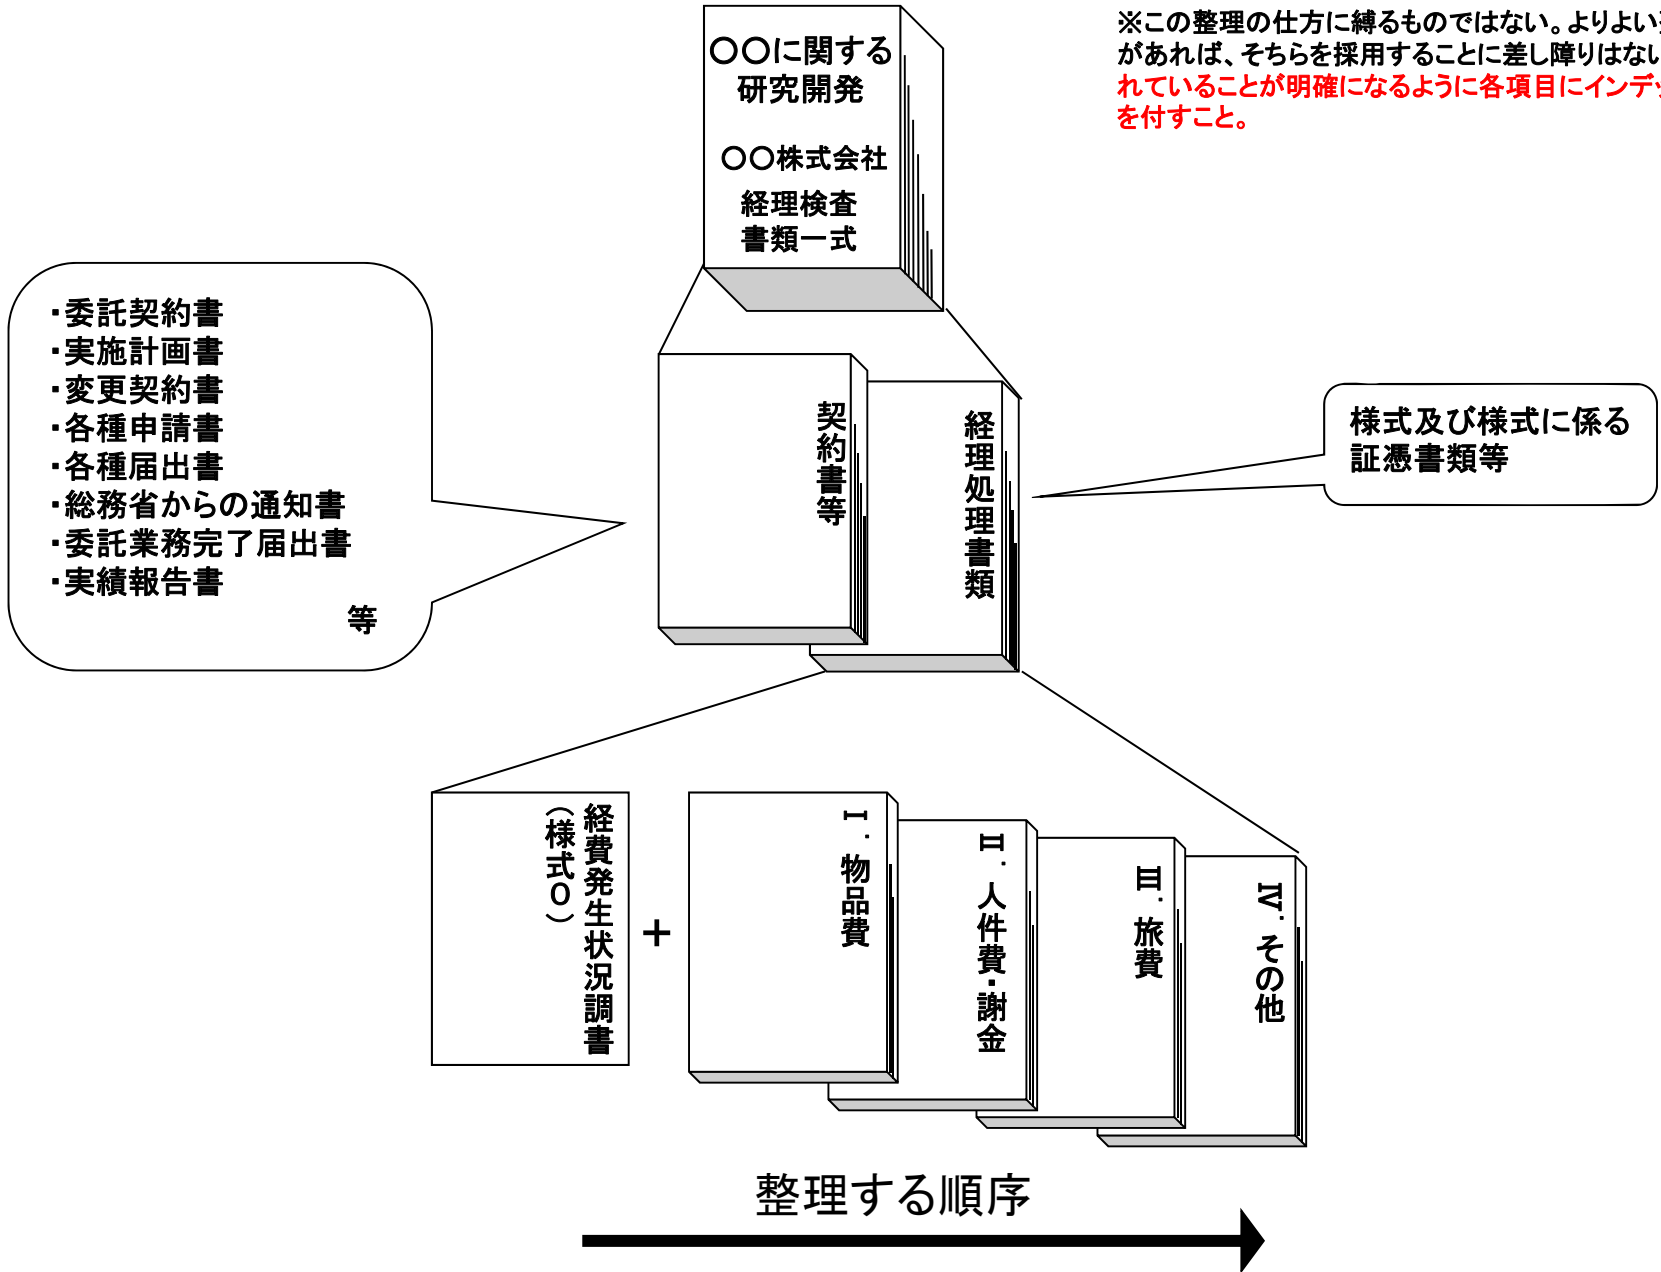 〇〇に関する
研究開発
〇〇株式会社
経理検査
書類一式
※この整理の仕方に縛るものではない。よりよい
があれば、そちらを採用することに差し障りはない
れていることが明確になるように各項目にインデッ
を付すこと。
・委託契約書
・実施計画書
・変更契約書
・各種申請書
・各種届出書
・総務省からの通知書
・委託業務完了届出書
・実績報告書
等
契約書等
経理処理書類
様式及び様式に係る
証憑書類等
経費発生状況調書
（様式０）
＋
Ⅰ．物品費
Ⅱ．人件費・謝金
Ⅲ．旅費
Ⅳ．その他
整理する順序